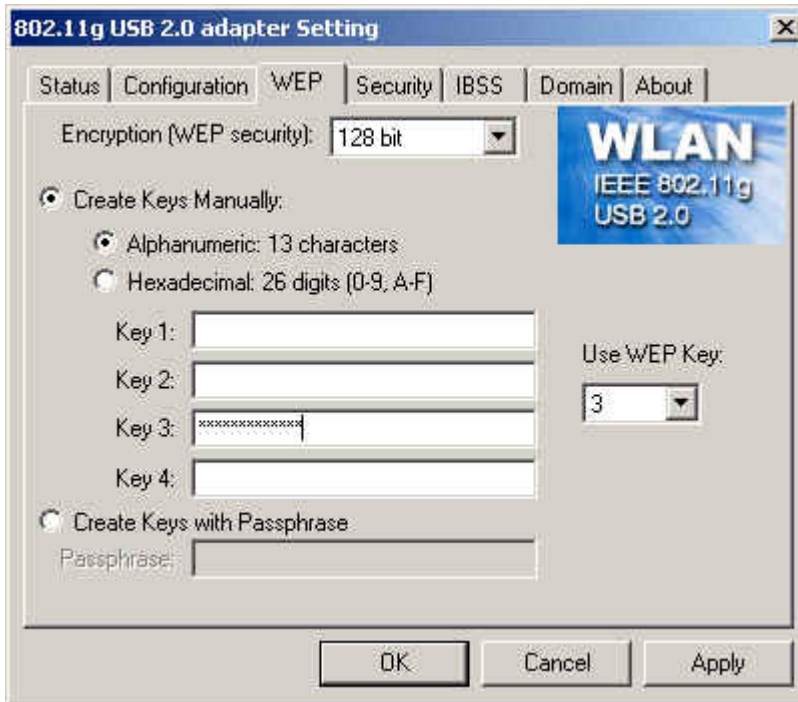 802.11g USB 2.0 adapter Setting
Status Configuration WEP Security IBSS Domain About
Encryption (WEP security): 128 bit
WLAN
IEEE 802.11g
USB 2.0
Create Keys Manually:
Alphanumeric: 13 characters
Hexadecimal: 26 digits (0-9, A-F)
Key 1:
Use WEP Key:
Key 2:
3
Key 3: *************
Key 4:
Create Keys with Passphrase
Passphrase:
OK Cancel Apply